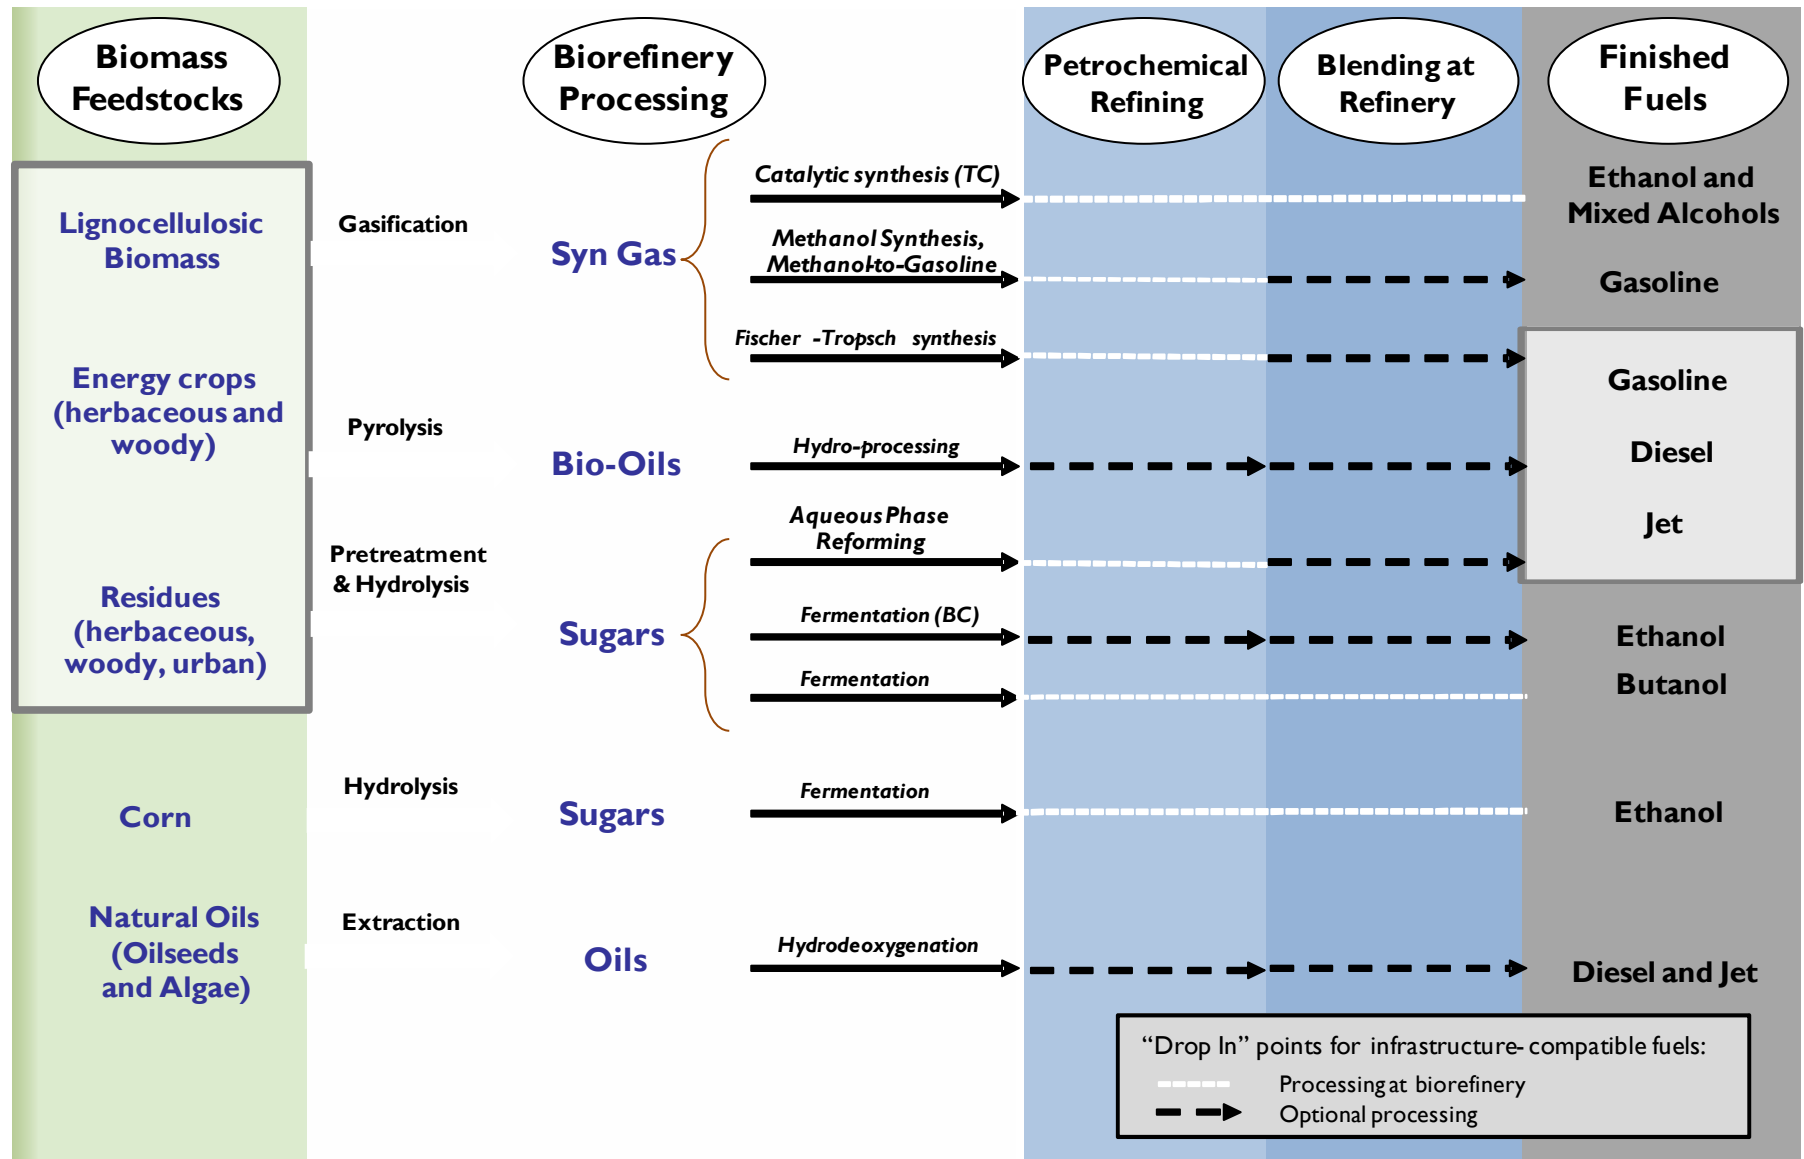 Biomass
Feedstocks
Biorefinery
Processing
Petrochemical
Refining
Blending at
Refinery
Finished
Fuels
Lignocellulosic
Biomass
Energy crops
(herbaceous and
woody)
Residues
(herbaceous,
woody, urban)
Corn
Natural Oils
(Oilseeds
and Algae)
Gasification
Pyrolysis
Pretreatment
& Hydrolysis
Hydrolysis
Extraction
Syn Gas
Bio-Oils
Sugars
Sugars
Oils
Catalytic synthesis (TC)
Methanol Synthesis,
Methanol-to-Gasoline
Fischer -Tropsch synthesis
Hydro-processing
Aqueous Phase
Reforming
Fermentation (BC)
Fermentation
Fermentation
Hydrodeoxygenation
Ethanol and
Mixed Alcohols
Gasoline
Gasoline
Diesel
Jet
Ethanol
Butanol
Ethanol
Diesel and Jet
“Drop In” points for infrastructure- compatible fuels:
Processing at biorefinery
Optional processing